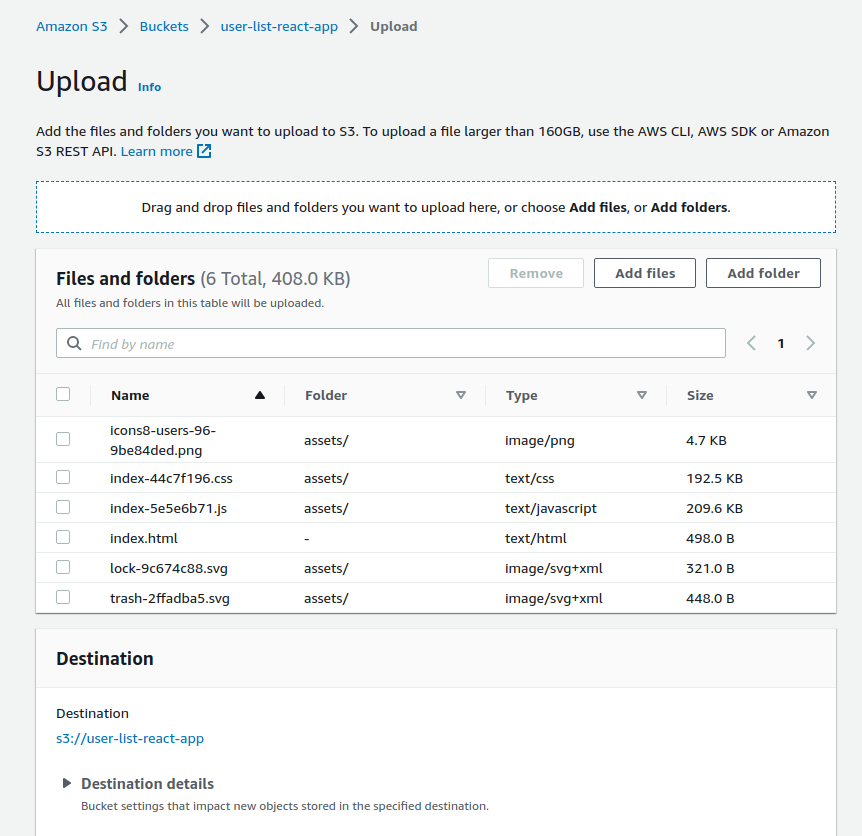 Amazon S3 > Buckets > user-list-react-app > Upload
Upload Info
Add the files and folders you want to upload to S3. To upload a file larger than 160GB, use the AWS CLI, AWS SDK or Amazon
S3 REST API. Learn more
Drag and drop files and folders you want to upload here, or choose Add files, or Add folders.
Files and folders (6 Total, 408.0 KB) Remove Add files Add folder
All files and folders in this table will be uploaded.
Find by name < 1 >
Name Folder Type Size
icons8-users-96-
9be84ded.png assets/ image/png 4.7 KB
index-44c7f196.css assets/ text/css 192.5 KB
index-5e5e6b71.js assets/ text/javascript 209.6 KB
index.html - text/html 498.0 B
lock-9c674c88.svg assets/ image/svg+xml 321.0 B
trash-2ffadba5.svg assets/ image/svg+xml 448.0 B
Destination
Destination
s3://user-list-react-app
Destination details
Bucket settings that impact new objects stored in the specified destination.